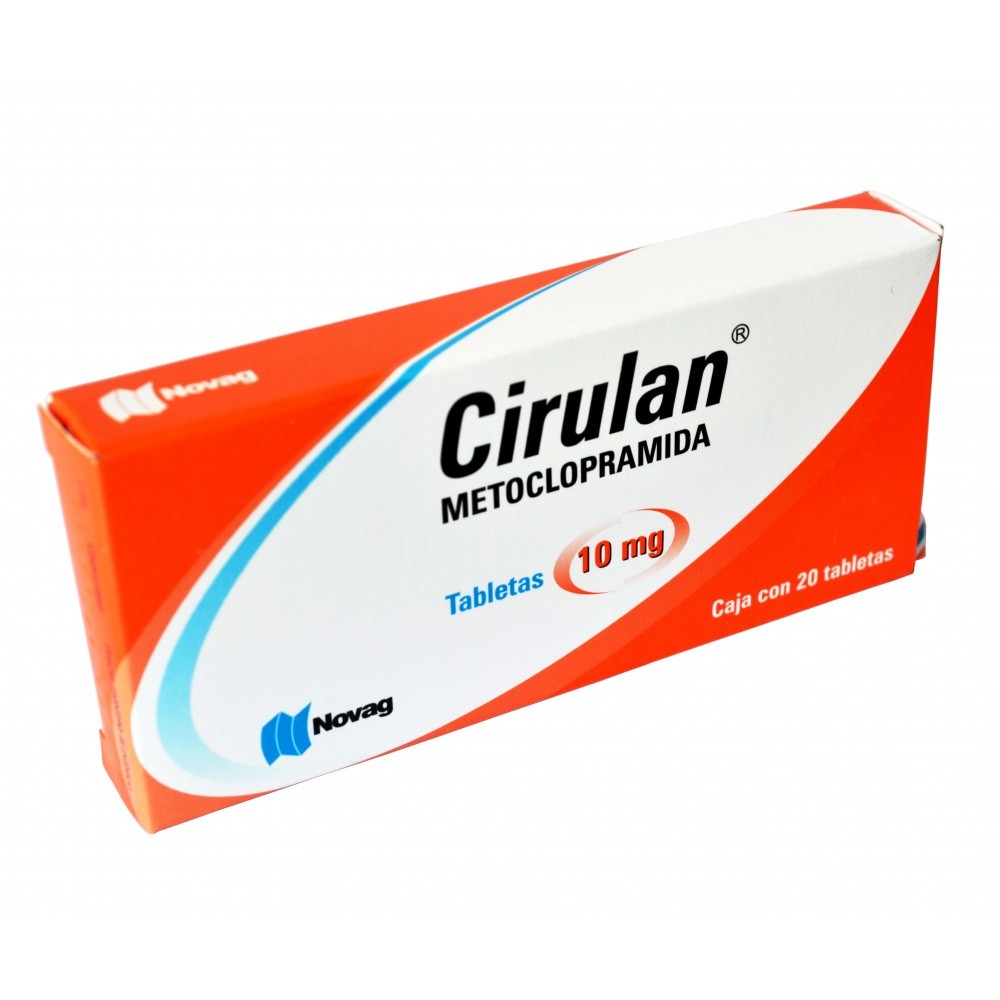 Novag
Cirulan®
METOCLOPRAMIDA
Tabletas 10 mg
Caja con 20 tabletas
Novag